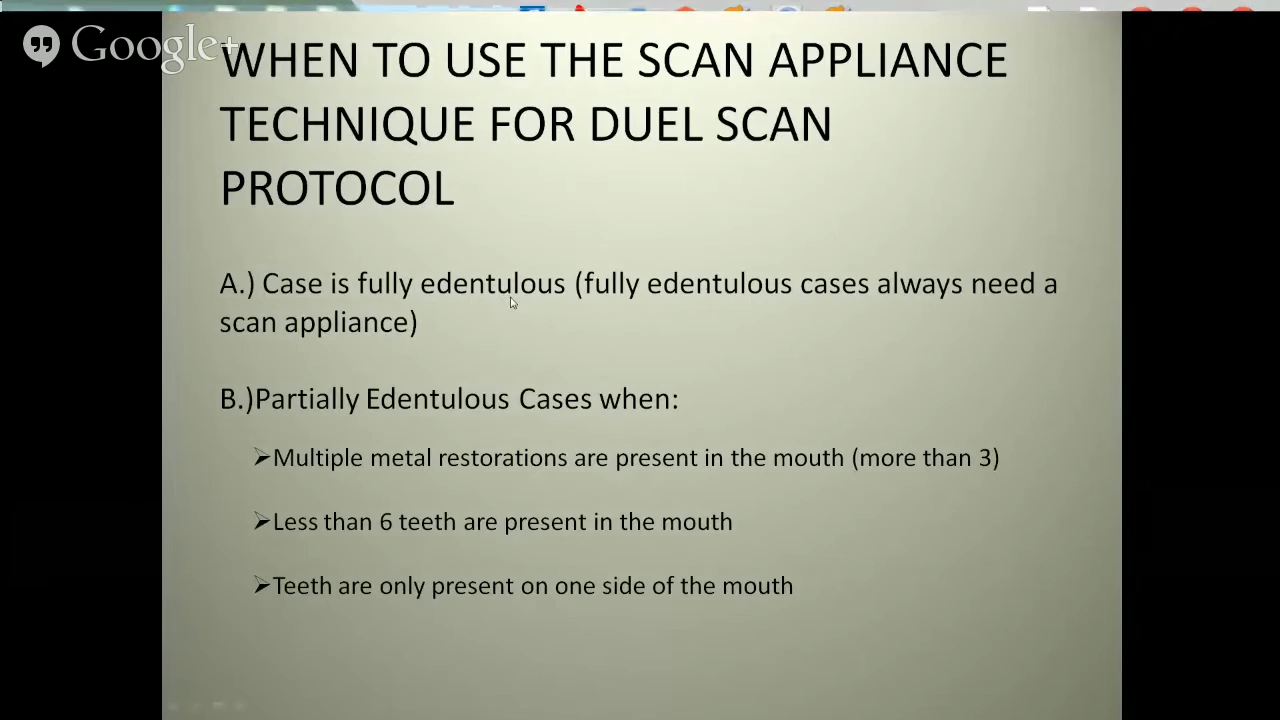 Google+
WHEN TO USE THE SCAN APPLIANCE
TECHNIQUE FOR DUEL SCAN
PROTOCOL
A.) Case is fully edentulous (fully edentulous cases always need a
scan appliance)
B.)Partially Edentulous Cases when:
➢Multiple metal restorations are present in the mouth (more than 3)
➢Less than 6 teeth are present in the mouth
➢Teeth are only present on one side of the mouth